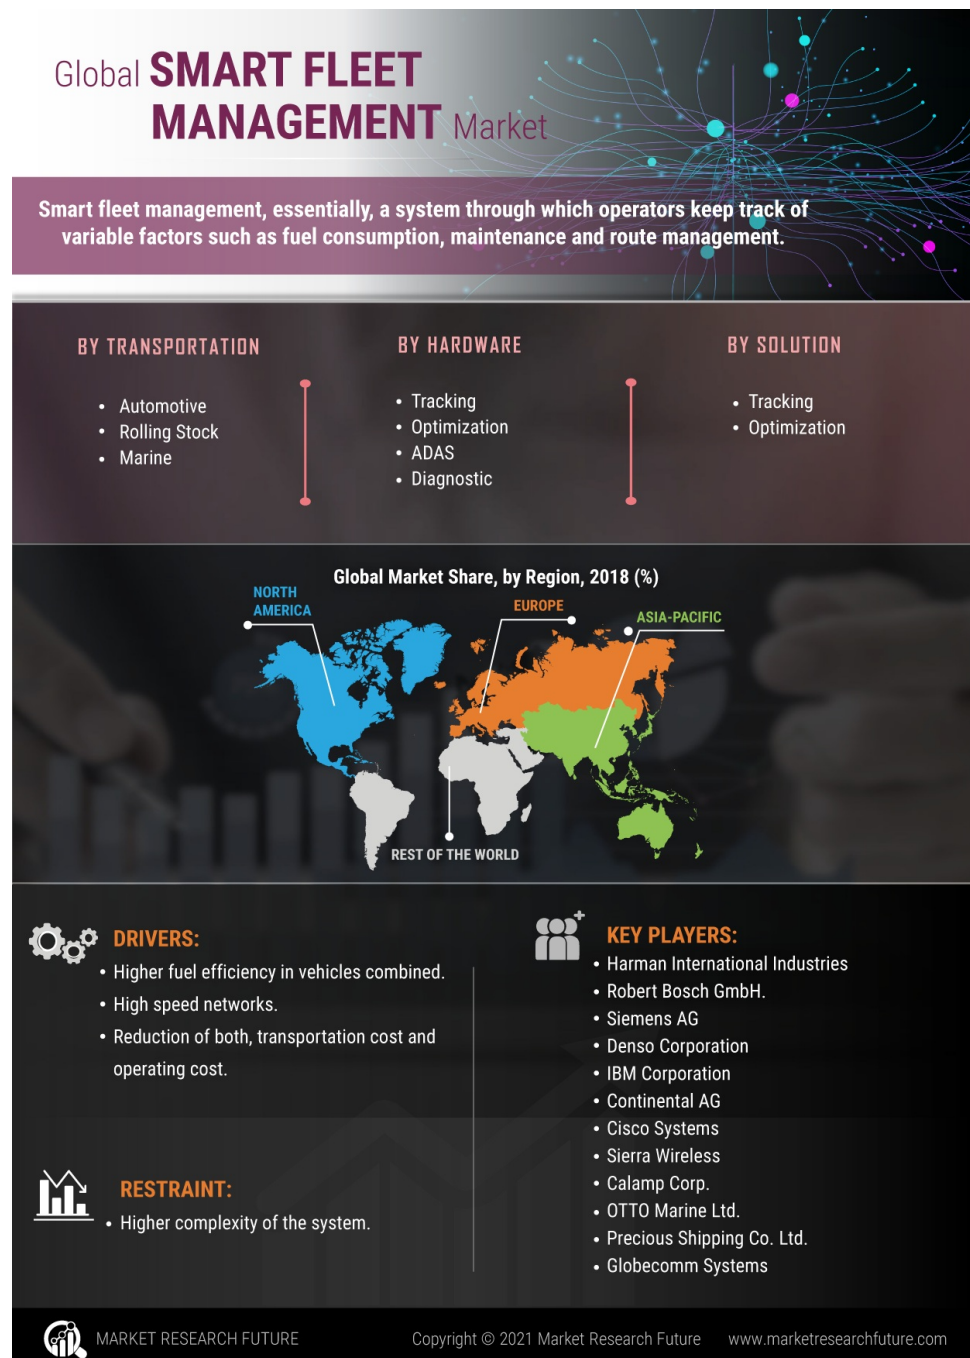 Global SMART FLEET
MANAGEMENT Market
Smart fleet management, essentially, a system through which operators keep track of
variable factors such as fuel consumption, maintenance and route management.
BY TRANSPORTATION
• Automotive
• Rolling Stock
• Marine
BY HARDWARE
• Tracking
• Optimization
• ADAS
• Diagnostic
BY SOLUTION
• Tracking
• Optimization
Global Market Share, by Region, 2018 (%)
NORTH
AMERICA
EUROPE
ASIA-PACIFIC
REST OF THE WORLD
DRIVERS:
• Higher fuel efficiency in vehicles combined.
• High speed networks.
• Reduction of both, transportation cost and
operating cost.
RESTRAINT:
• Higher complexity of the system.
KEY PLAYERS:
• Harman International Industries
• Robert Bosch GmbH.
• Siemens AG
• Denso Corporation
• IBM Corporation
• Continental AG
• Cisco Systems
• Sierra Wireless
• Calamp Corp.
• OTTO Marine Ltd.
• Precious Shipping Co. Ltd.
• Globecomm Systems
MARKET RESEARCH FUTURE
Copyright © 2021 Market Research Future
www.marketresearchfuture.com